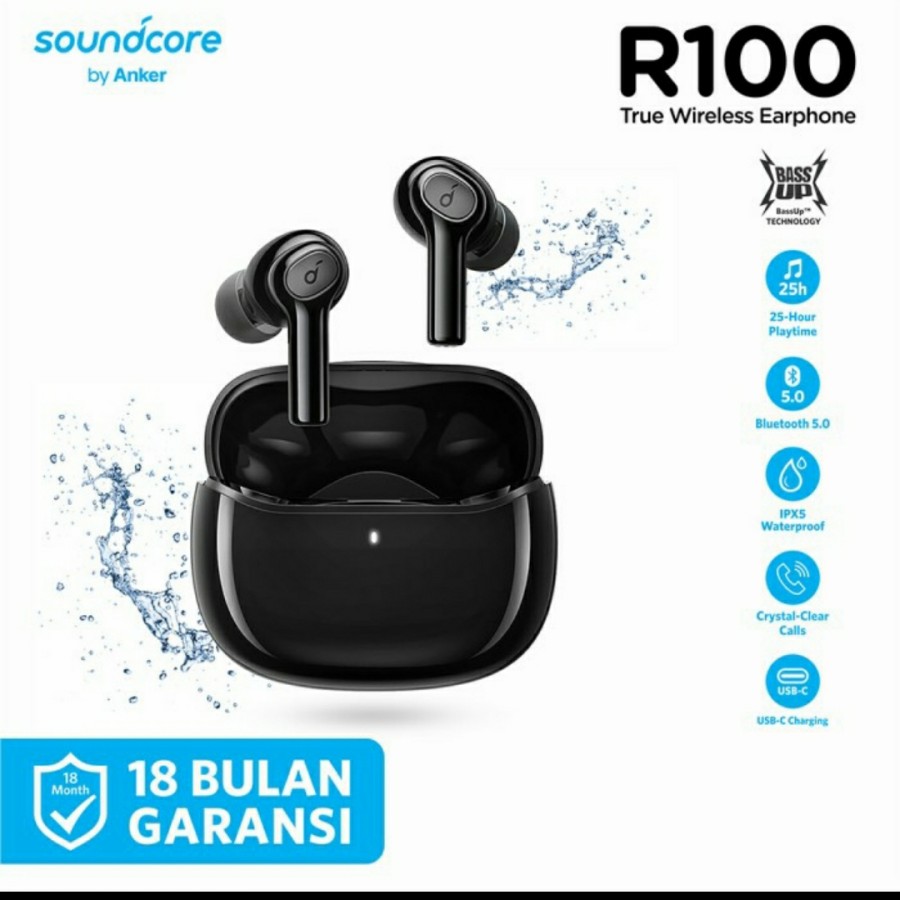 soundcore
by Anker
R100
True Wireless Earphone
BASS
UP
BassUp™
TECHNOLOGY
25h
25-Hour
Playtime
5.0
Bluetooth 5.0
IPX5
Waterproof
Crystal-Clear
Calls
USB-C
USB-C Charging
18
Month
18 BULAN
GARANSI